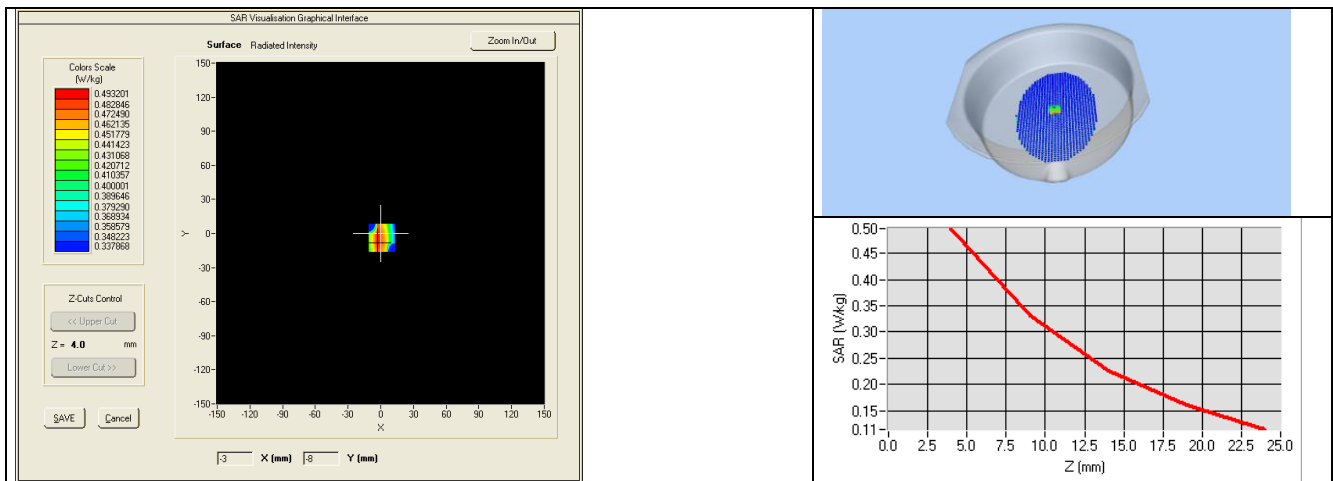 SAR Visualisation Graphical Interface
Surface Radiated Intensity
Zoom In/Out
Colors Scale
(W/kg)
0.493201
0.482846
0.472490
0.462135
0.451779
0.441423
0.431068
0.420712
0.410357
0.400001
0.389646
0.379290
0.368934
0.358579
0.348223
0.337868
Z-Cuts Control
<< Upper Cut
Z = 4.0 mm
Lower Cut >>
SAVE Cancel
150
120
90
60
30
0
-30
-60
-90
-120
-150
Y
-150 -120 -90 -60 -30 0 30 60 90 120 150
X
-3 X (mm) -8 Y (mm)
0.50
0.45
0.40
0.35
0.30
0.25
0.20
0.15
0.11
SAR (W/kg)
0.0 2.5 5.0 7.5 10.0 12.5 15.0 17.5 20.0 22.5 25.0
Z (mm)